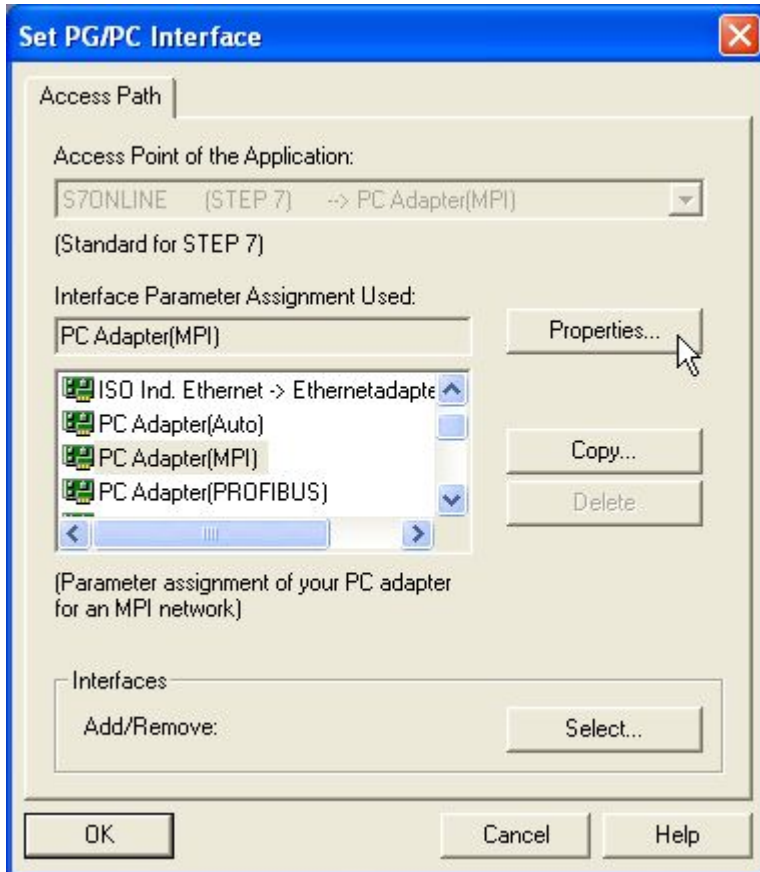 Set PG/PC Interface
Access Path
Access Point of the Application:
S7ONLINE (STEP 7) --> PC Adapter(MPI)
(Standard for STEP 7)
Interface Parameter Assignment Used:
PC Adapter(MPI)
Properties...
ISO Ind. Ethernet -> Ethernetadapte
PC Adapter(Auto)
PC Adapter(MPI)
Copy...
PC Adapter(PROFIBUS)
Delete
(Parameter assignment of your PC adapter
for an MPI network)
Interfaces
Add/Remove:
Select...
OK
Cancel
Help